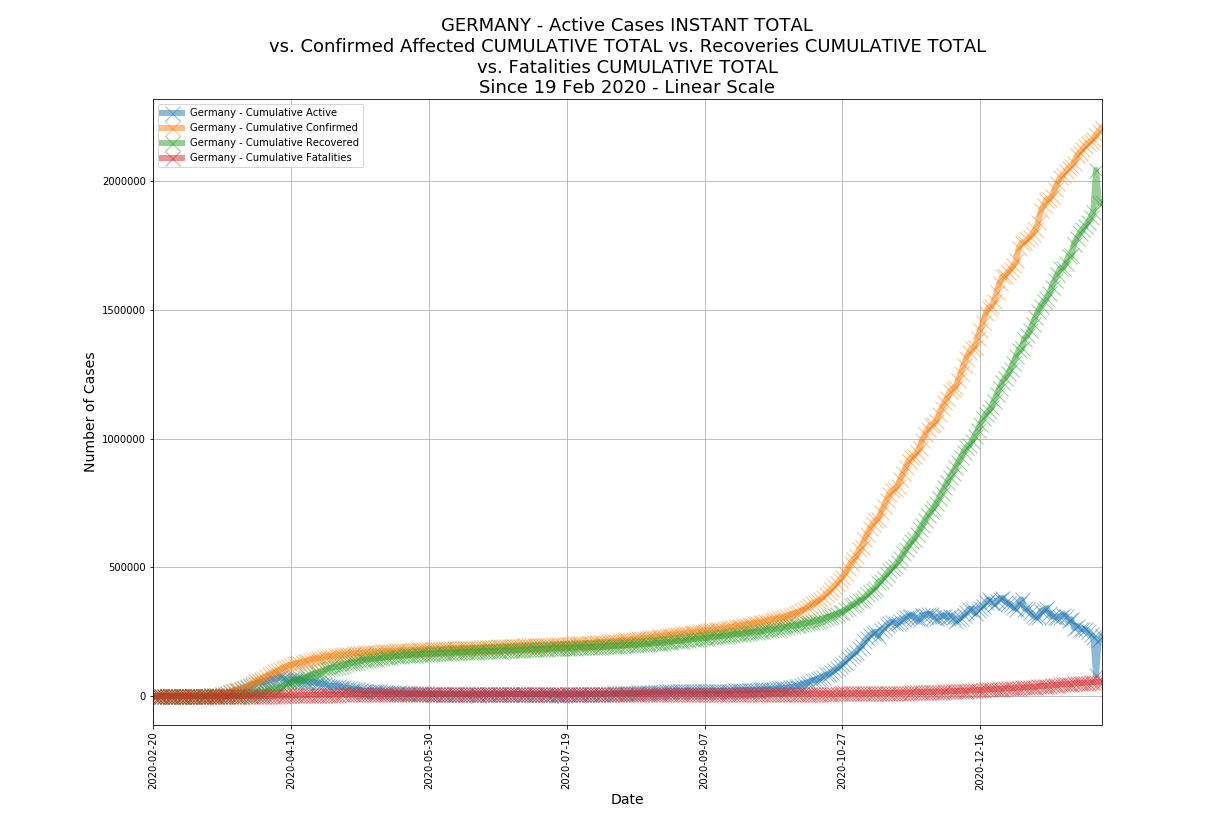 GERMANY - Active Cases INSTANT TOTAL
vs. Confirmed Affected CUMULATIVE TOTAL vs. Recoveries CUMULATIVE TOTAL
vs. Fatalities CUMULATIVE TOTAL
Since 19 Feb 2020 - Linear Scale
Germany - Cumulative Active
Germany - Cumulative Confirmed
Germany - Cumulative Recovered
Germany - Cumulative Fatalities
2000000
1500000
1000000
500000
0
Number of Cases
2020-02-20
2020-04-10
2020-05-30
2020-07-19
2020-09-07
2020-10-27
2020-12-16
Date